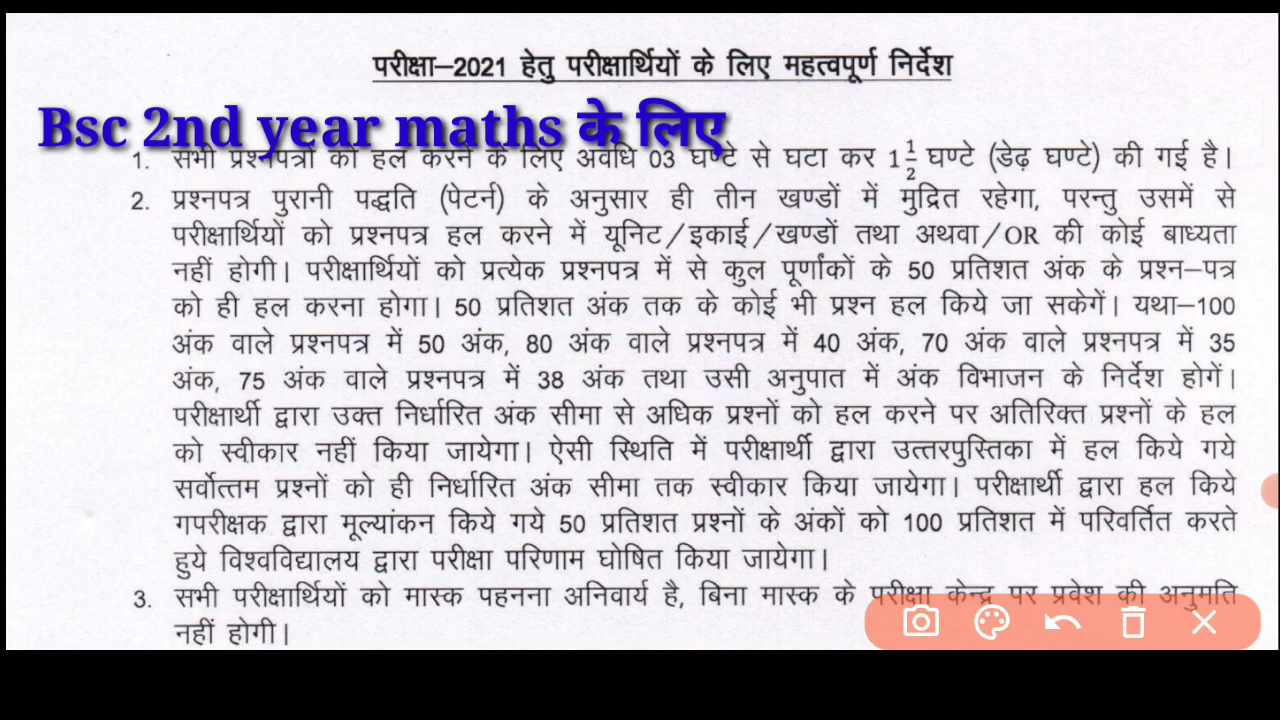 परीक्षा–2021 हेतु परीक्षार्थियों के लिए महत्वपूर्ण निर्देश
Bsc 2nd year maths के लिए
1. सभी प्रश्नपत्रों को हल करने के लिए अवधि 03 घण्टे से घटा कर 1 1/2 घण्टे (डेढ़ घण्टे) की गई है।
2. प्रश्नपत्र पुरानी पद्धति (पेटर्न) के अनुसार ही तीन खण्डों में मुद्रित रहेगा, परन्तु उसमें से
परीक्षार्थियों को प्रश्नपत्र हल करने में यूनिट/इकाई/खण्डों तथा अथवा/OR की कोई बाध्यता
नहीं होगी। परीक्षार्थियों को प्रत्येक प्रश्नपत्र में से कुल पूर्णांकों के 50 प्रतिशत अंक के प्रश्न–पत्र
को ही हल करना होगा। 50 प्रतिशत अंक तक के कोई भी प्रश्न हल किये जा सकेगें। यथा–100
अंक वाले प्रश्नपत्र में 50 अंक, 80 अंक वाले प्रश्नपत्र में 40 अंक, 70 अंक वाले प्रश्नपत्र में 35
अंक, 75 अंक वाले प्रश्नपत्र में 38 अंक तथा उसी अनुपात में अंक विभाजन के निर्देश होगें।
परीक्षार्थी द्वारा उक्त निर्धारित अंक सीमा से अधिक प्रश्नों को हल करने पर अतिरिक्त प्रश्नों के हल
को स्वीकार नहीं किया जायेगा। ऐसी स्थिति में परीक्षार्थी द्वारा उत्तरपुस्तिका में हल किये गये
सर्वोत्तम प्रश्नों को ही निर्धारित अंक सीमा तक स्वीकार किया जायेगा। परीक्षार्थी द्वारा हल किये
गपरीक्षक द्वारा मूल्यांकन किये गये 50 प्रतिशत प्रश्नों के अंकों को 100 प्रतिशत में परिवर्तित करते
हुये विश्वविद्यालय द्वारा परीक्षा परिणाम घोषित किया जायेगा।
3. सभी परीक्षार्थियों को मास्क पहनना अनिवार्य है, बिना मास्क के परीक्षा केन्द्र पर प्रवेश की अनुमति
नहीं होगी।